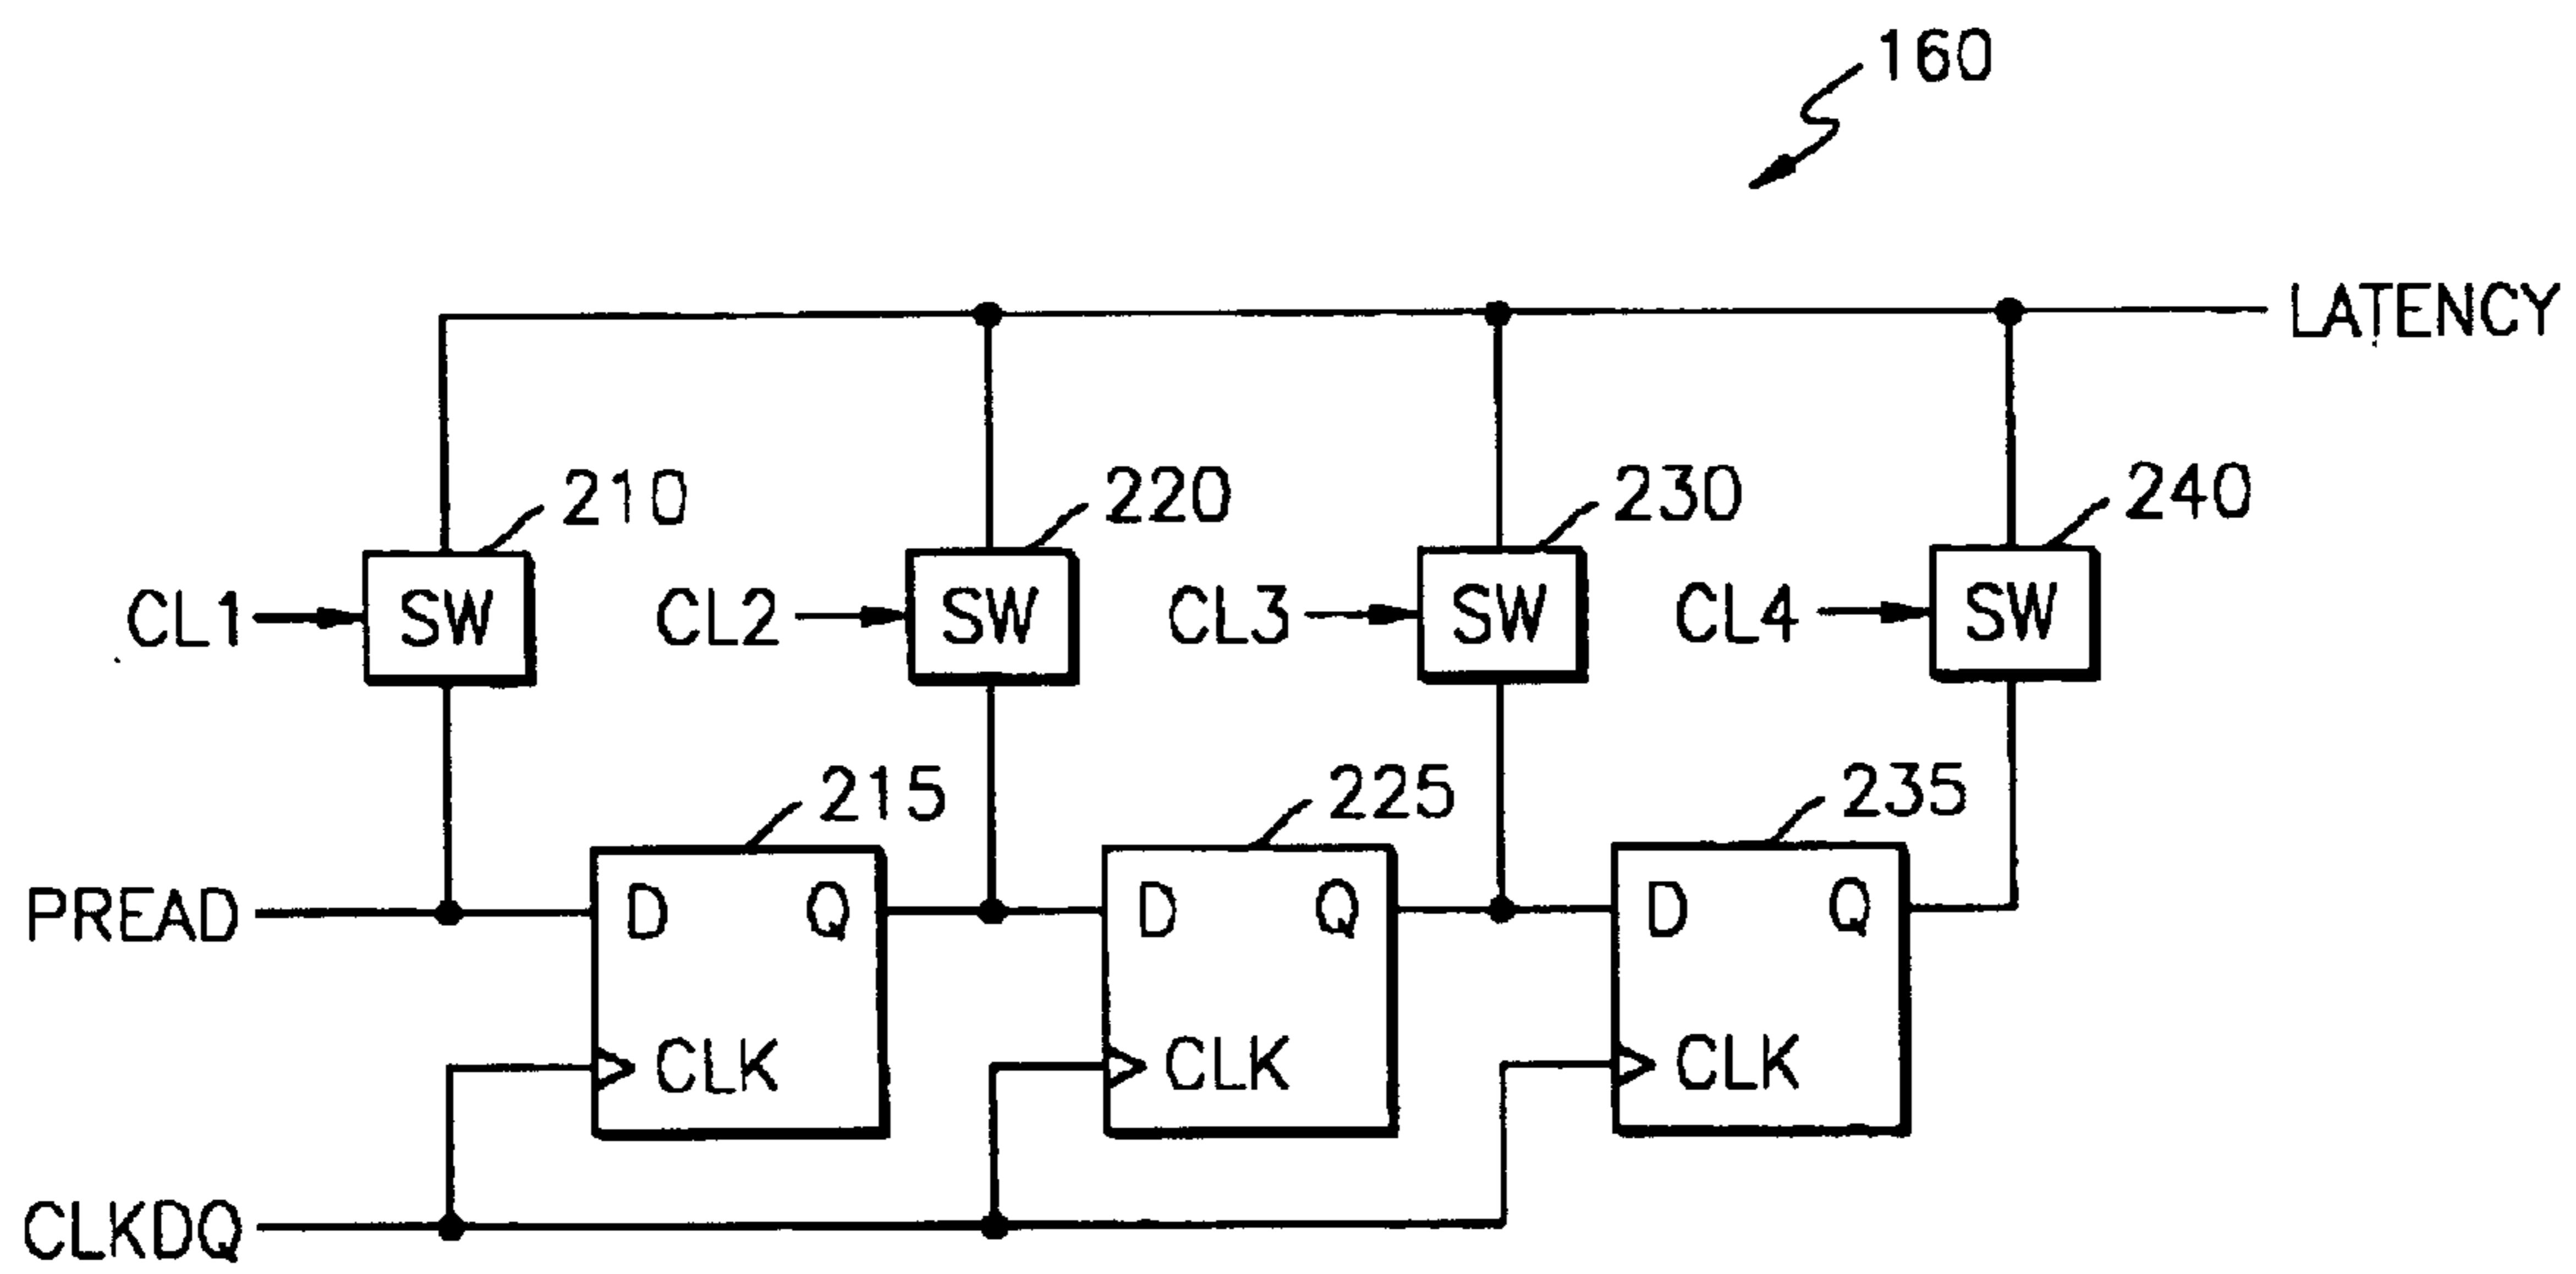 160
LATENCY
210
220
230
240
CL1
SW
CL2
SW
CL3
SW
CL4
SW
215
225
235
PREAD
D
Q
D
Q
D
Q
CLK
CLK
CLK
CLKDQ